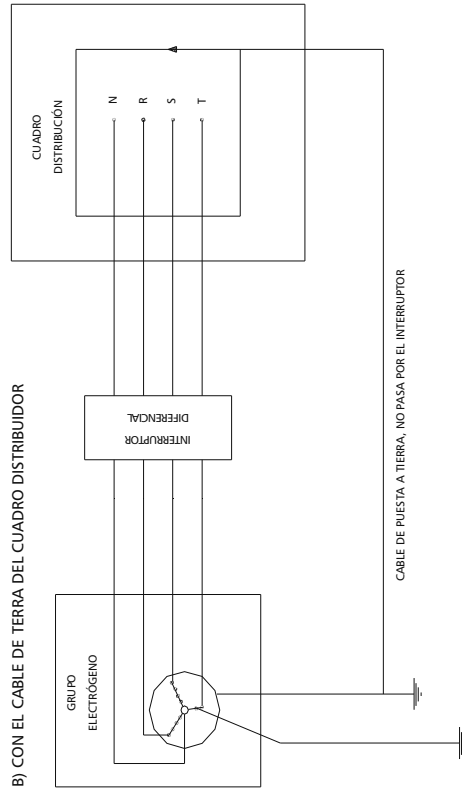 B) CON EL CABLE DE TERRA DEL CUADRO DISTRIBUIDOR
GRUPO
ELECTRÓGENO
INTERRUPTOR
DIFERENCIAL
CUADRO
DISTRIBUCIÓN
N
R
S
T
CABLE DE PUESTA A TIERRA, NO PASA POR EL INTERRUPTOR